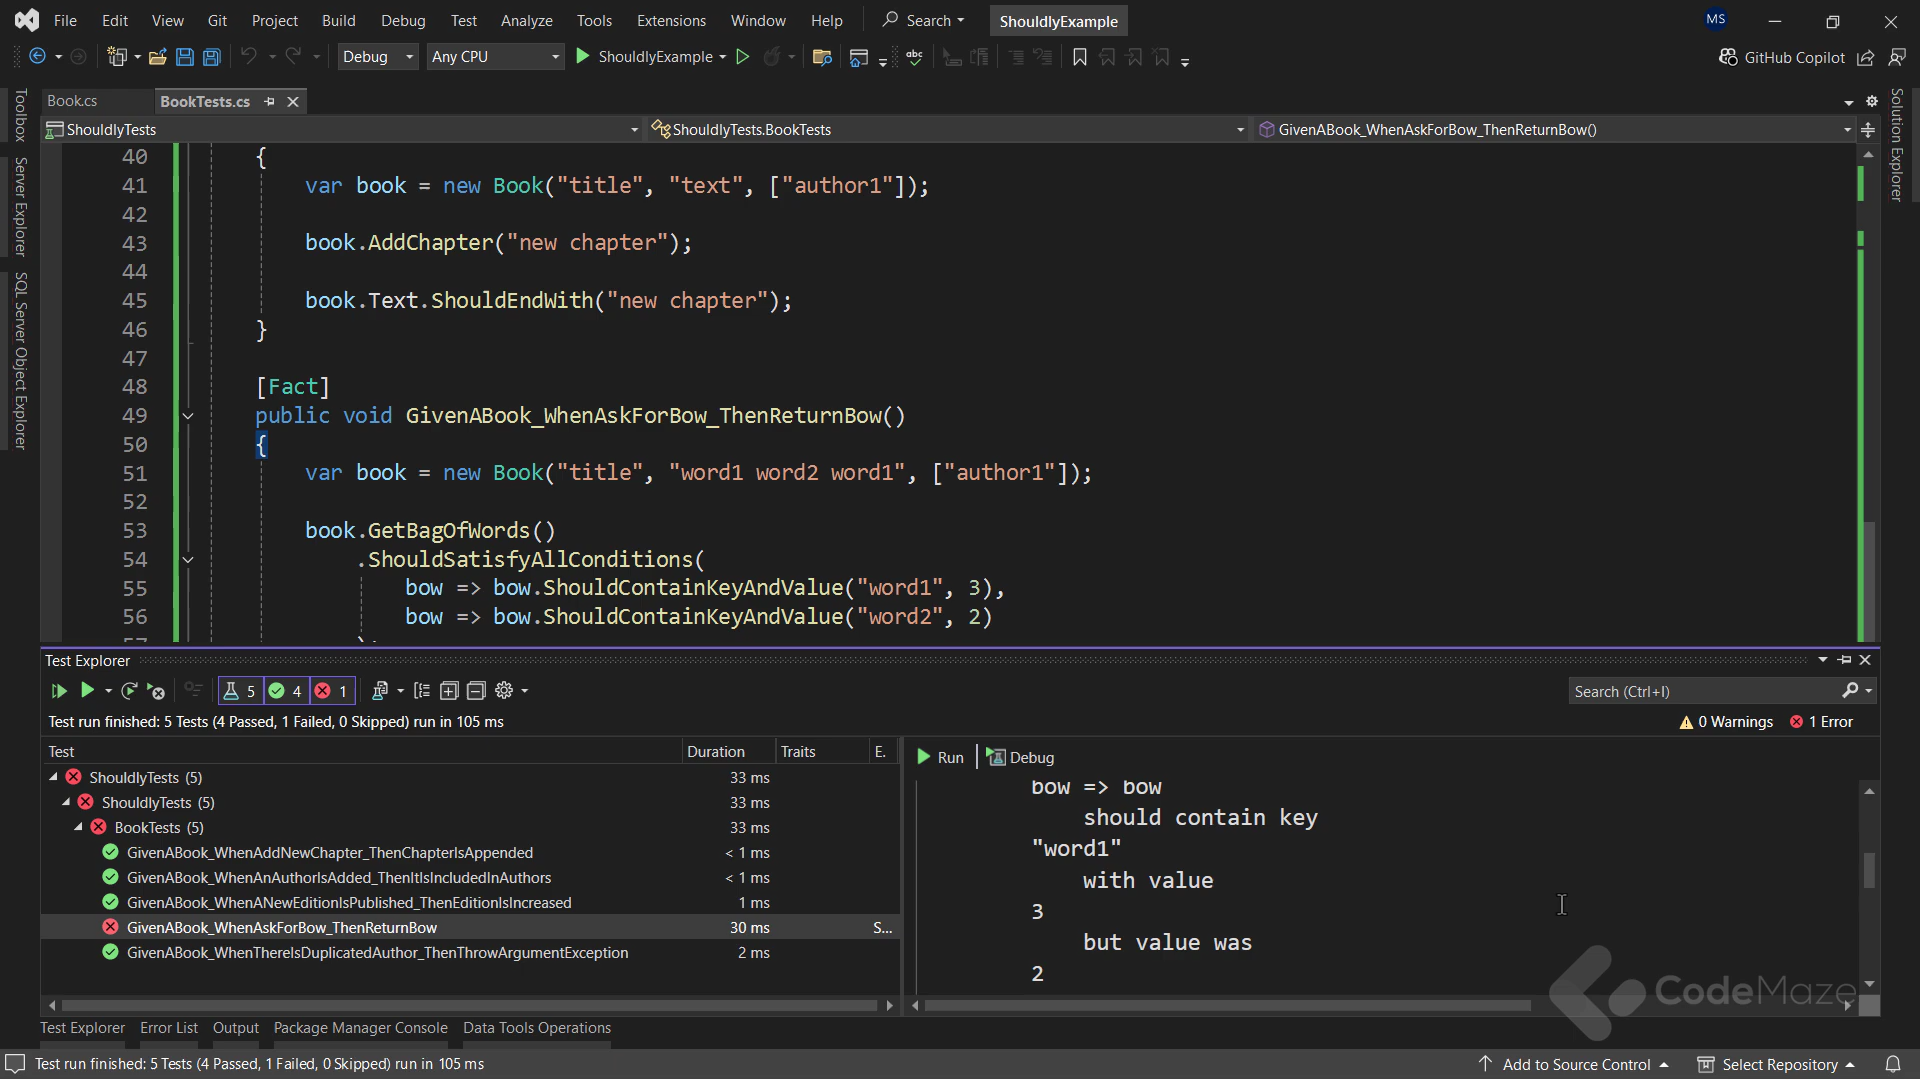 File Edit View Git Project Build Debug Test Analyze Tools Extensions Window Help Search ShouldlyExample MS
Debug Any CPU ShouldlyExample abc GitHub Copilot
Book.cs BookTests.cs
ShouldlyTests ShouldlyTests.BookTests GivenABook_WhenAskForBow_ThenReturnBow()
Toolbox
Server Explorer
SQL Server Object Explorer
Solution Explorer
40 {
41 var book = new Book("title", "text", ["author1"]);
42
43 book.AddChapter("new chapter");
44
45 book.Text.ShouldEndWith("new chapter");
46 }
47
48 [Fact]
49 public void GivenABook_WhenAskForBow_ThenReturnBow()
50 {
51 var book = new Book("title", "word1 word2 word1", ["author1"]);
52
53 book.GetBagOfWords()
54 .ShouldSatisfyAllConditions(
55 bow => bow.ShouldContainKeyAndValue("word1", 3),
56 bow => bow.ShouldContainKeyAndValue("word2", 2)
Test Explorer
5 4 1 Search (Ctrl+I)
Test run finished: 5 Tests (4 Passed, 1 Failed, 0 Skipped) run in 105 ms 0 Warnings 1 Error
Test Duration Traits E.
ShouldlyTests (5) 33 ms
ShouldlyTests (5) 33 ms
BookTests (5) 33 ms
GivenABook_WhenAddNewChapter_ThenChapterIsAppended < 1 ms
GivenABook_WhenAnAuthorIsAdded_ThenItIsIncludedInAuthors < 1 ms
GivenABook_WhenANewEditionIsPublished_ThenEditionIsIncreased 1 ms
GivenABook_WhenAskForBow_ThenReturnBow 30 ms S...
GivenABook_WhenThereIsDuplicatedAuthor_ThenThrowArgumentException 2 ms
Run Debug
bow => bow
should contain key
"word1"
with value
3
but value was
2
CodeMaze
Test Explorer Error List Output Package Manager Console Data Tools Operations
Test run finished: 5 Tests (4 Passed, 1 Failed, 0 Skipped) run in 105 ms Add to Source Control Select Repository